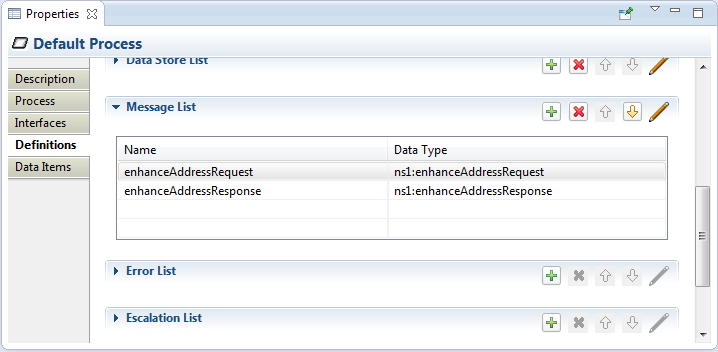 Properties
Default Process
Description
Process
Interfaces
Definitions
Data Items
Data Store List
Message List
Name Data Type
enhanceAddressRequest ns1:enhanceAddressRequest
enhanceAddressResponse ns1:enhanceAddressResponse
Error List
Escalation List